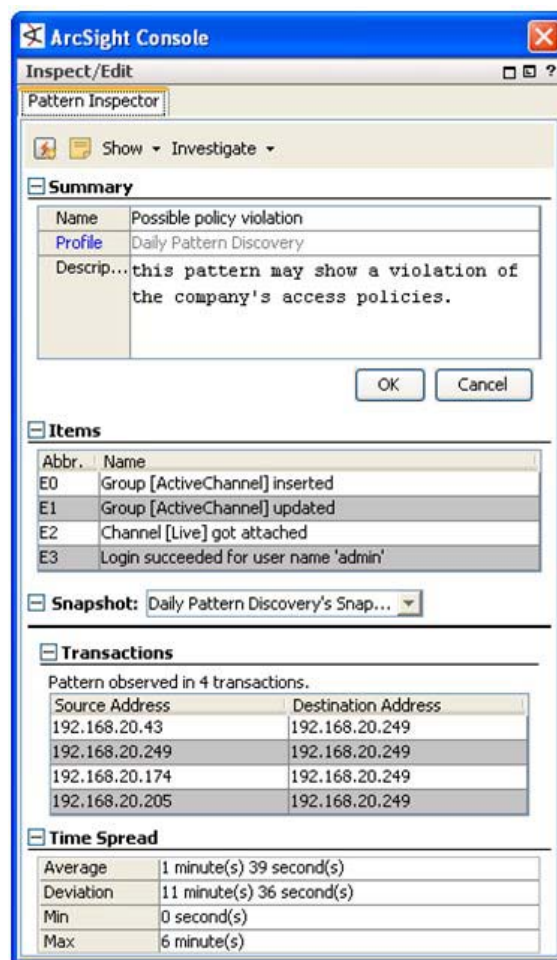 ArcSight Console
Inspect/Edit
Pattern Inspector
Show Investigate
Summary
Name Possible policy violation
Profile Daily Pattern Discovery
Descrip... this pattern may show a violation of
the company's access policies.
OK Cancel
Items
Abbr. Name
E0 Group [ActiveChannel] inserted
E1 Group [ActiveChannel] updated
E2 Channel [Live] got attached
E3 Login succeeded for user name 'admin'
Snapshot: Daily Pattern Discovery's Snap...
Transactions
Pattern observed in 4 transactions.
Source Address Destination Address
192.168.20.43 192.168.20.249
192.168.20.249 192.168.20.249
192.168.20.174 192.168.20.249
192.168.20.205 192.168.20.249
Time Spread
Average 1 minute(s) 39 second(s)
Deviation 11 minute(s) 36 second(s)
Min 0 second(s)
Max 6 minute(s)